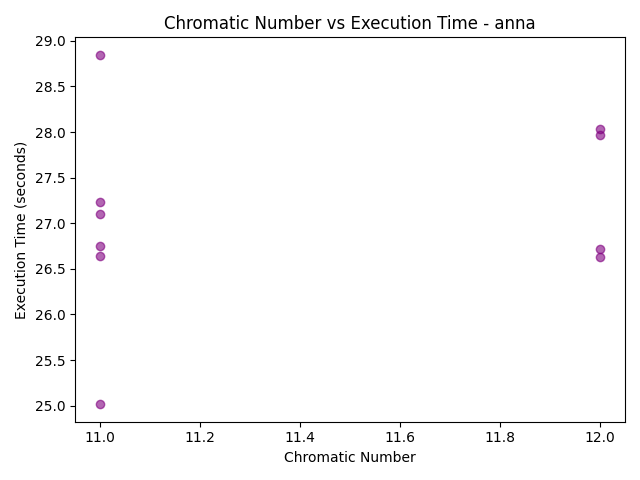 Chromatic Number vs Execution Time - anna
29.0
28.5
28.0
27.5
27.0
26.5
26.0
25.5
25.0
Execution Time (seconds)
11.0 11.2 11.4 11.6 11.8 12.0
Chromatic Number